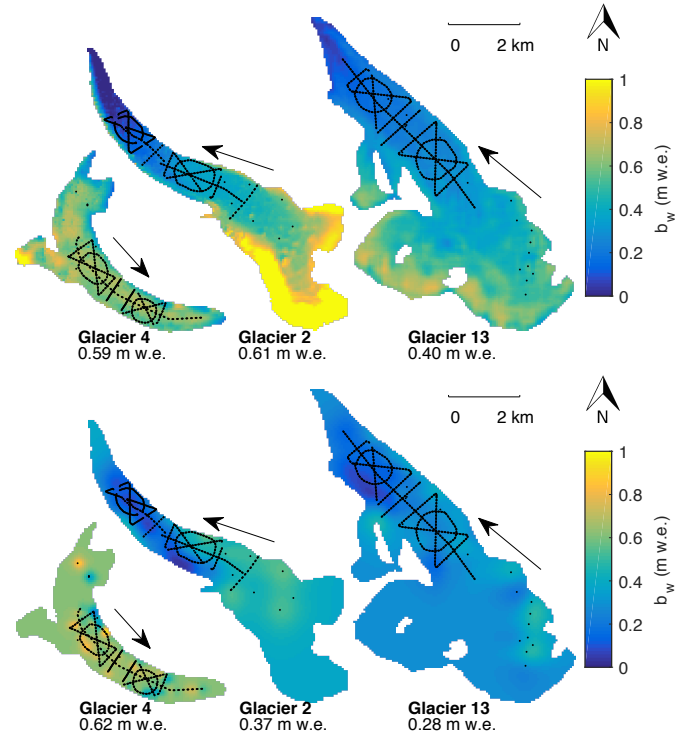 0 2 km
N
1
0.8
0.6
0.4
0.2
0
b_w (m w.e.)
Glacier 4
0.59 m w.e.
Glacier 2
0.61 m w.e.
Glacier 13
0.40 m w.e.
0 2 km
N
1
0.8
0.6
0.4
0.2
0
b_w (m w.e.)
Glacier 4
0.62 m w.e.
Glacier 2
0.37 m w.e.
Glacier 13
0.28 m w.e.